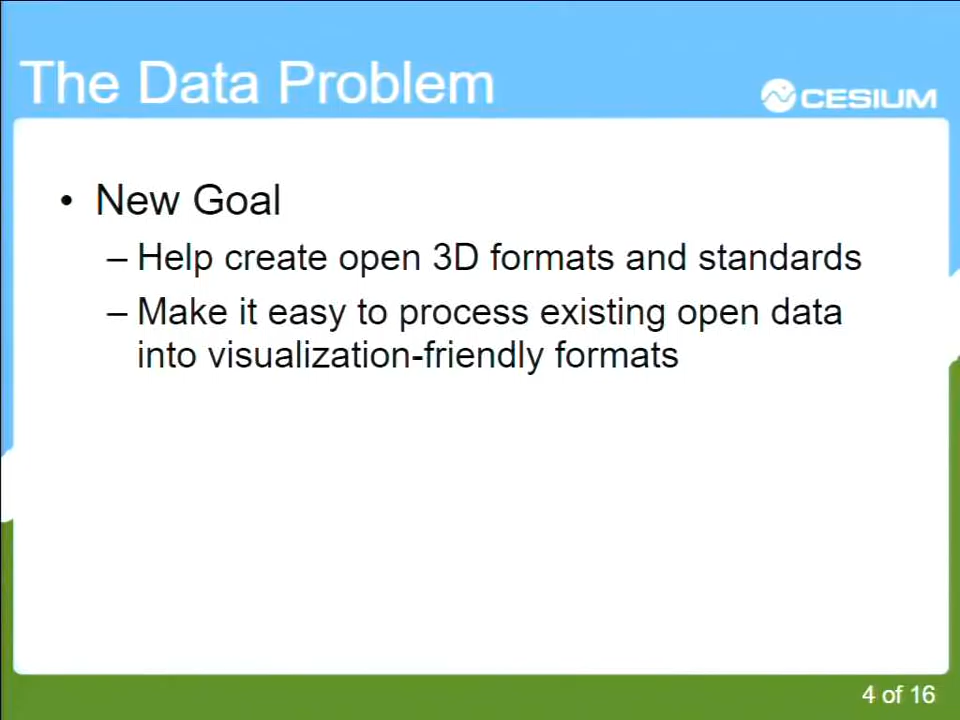 The Data Problem
CESIUM
• New Goal
– Help create open 3D formats and standards
– Make it easy to process existing open data
into visualization-friendly formats
4 of 16